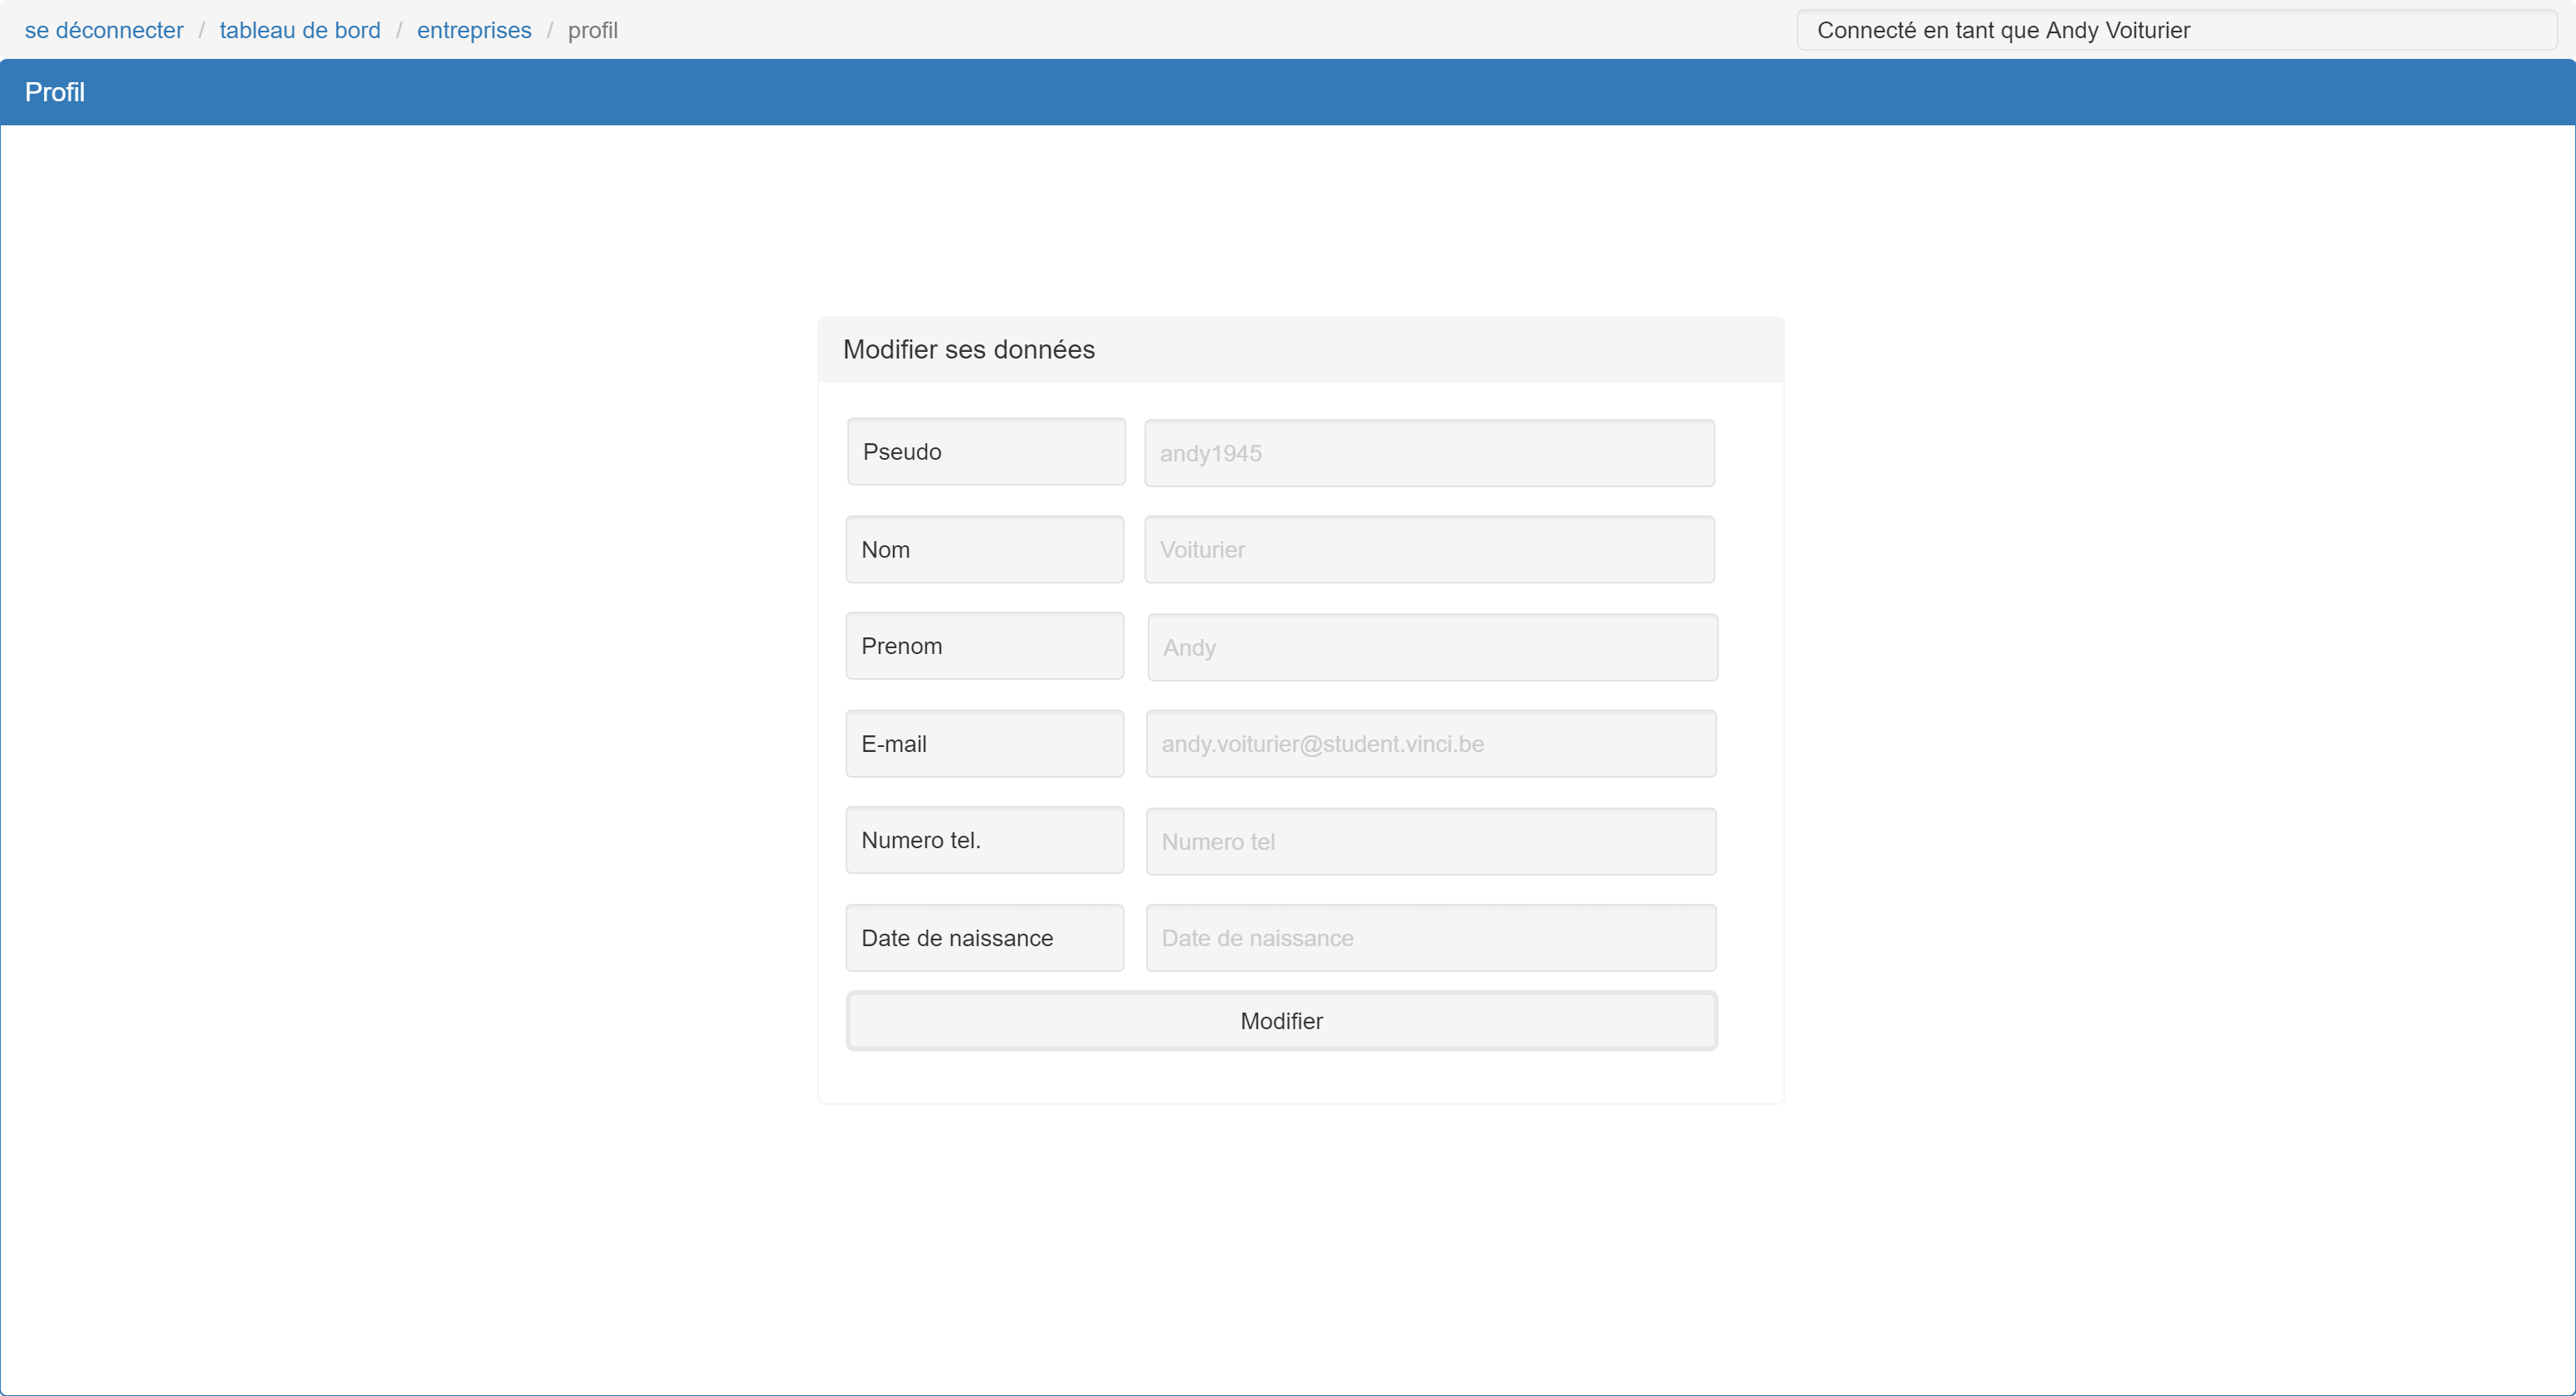 se déconnecter / tableau de bord / entreprises / profil Connecté en tant que Andy Voiturier
Profil
Modifier ses données
Pseudo andy1945
Nom Voiturier
Prenom Andy
E-mail andy.voiturier@student.vinci.be
Numero tel. Numero tel
Date de naissance Date de naissance
Modifier